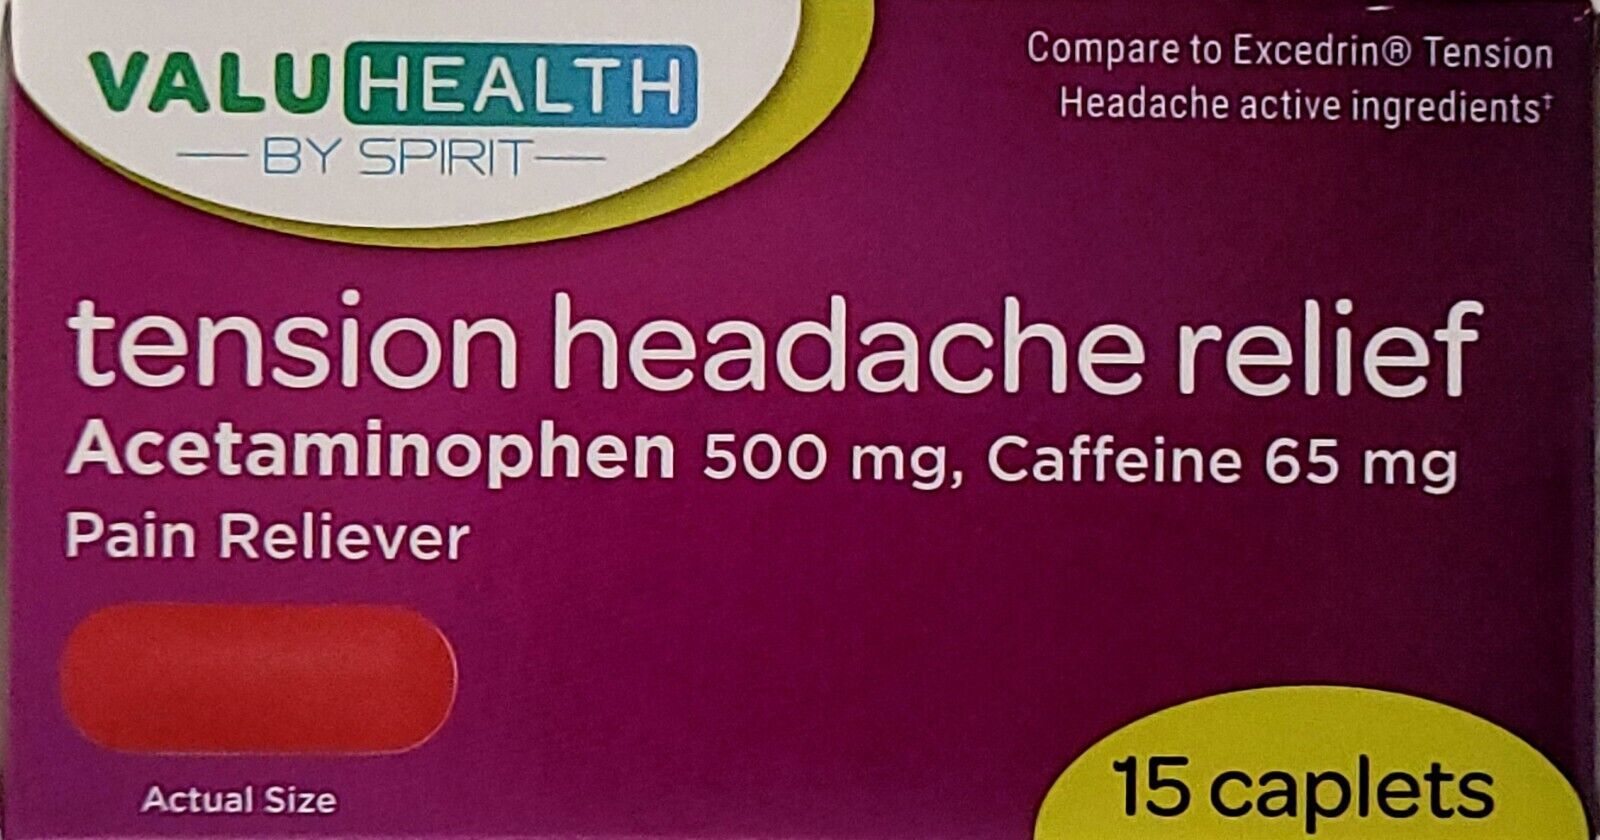 VALUHEALTH
BY SPIRIT
Compare to Excedrin® Tension
Headache active ingredients†
tension headache relief
Acetaminophen 500 mg, Caffeine 65 mg
Pain Reliever
Actual Size
15 caplets